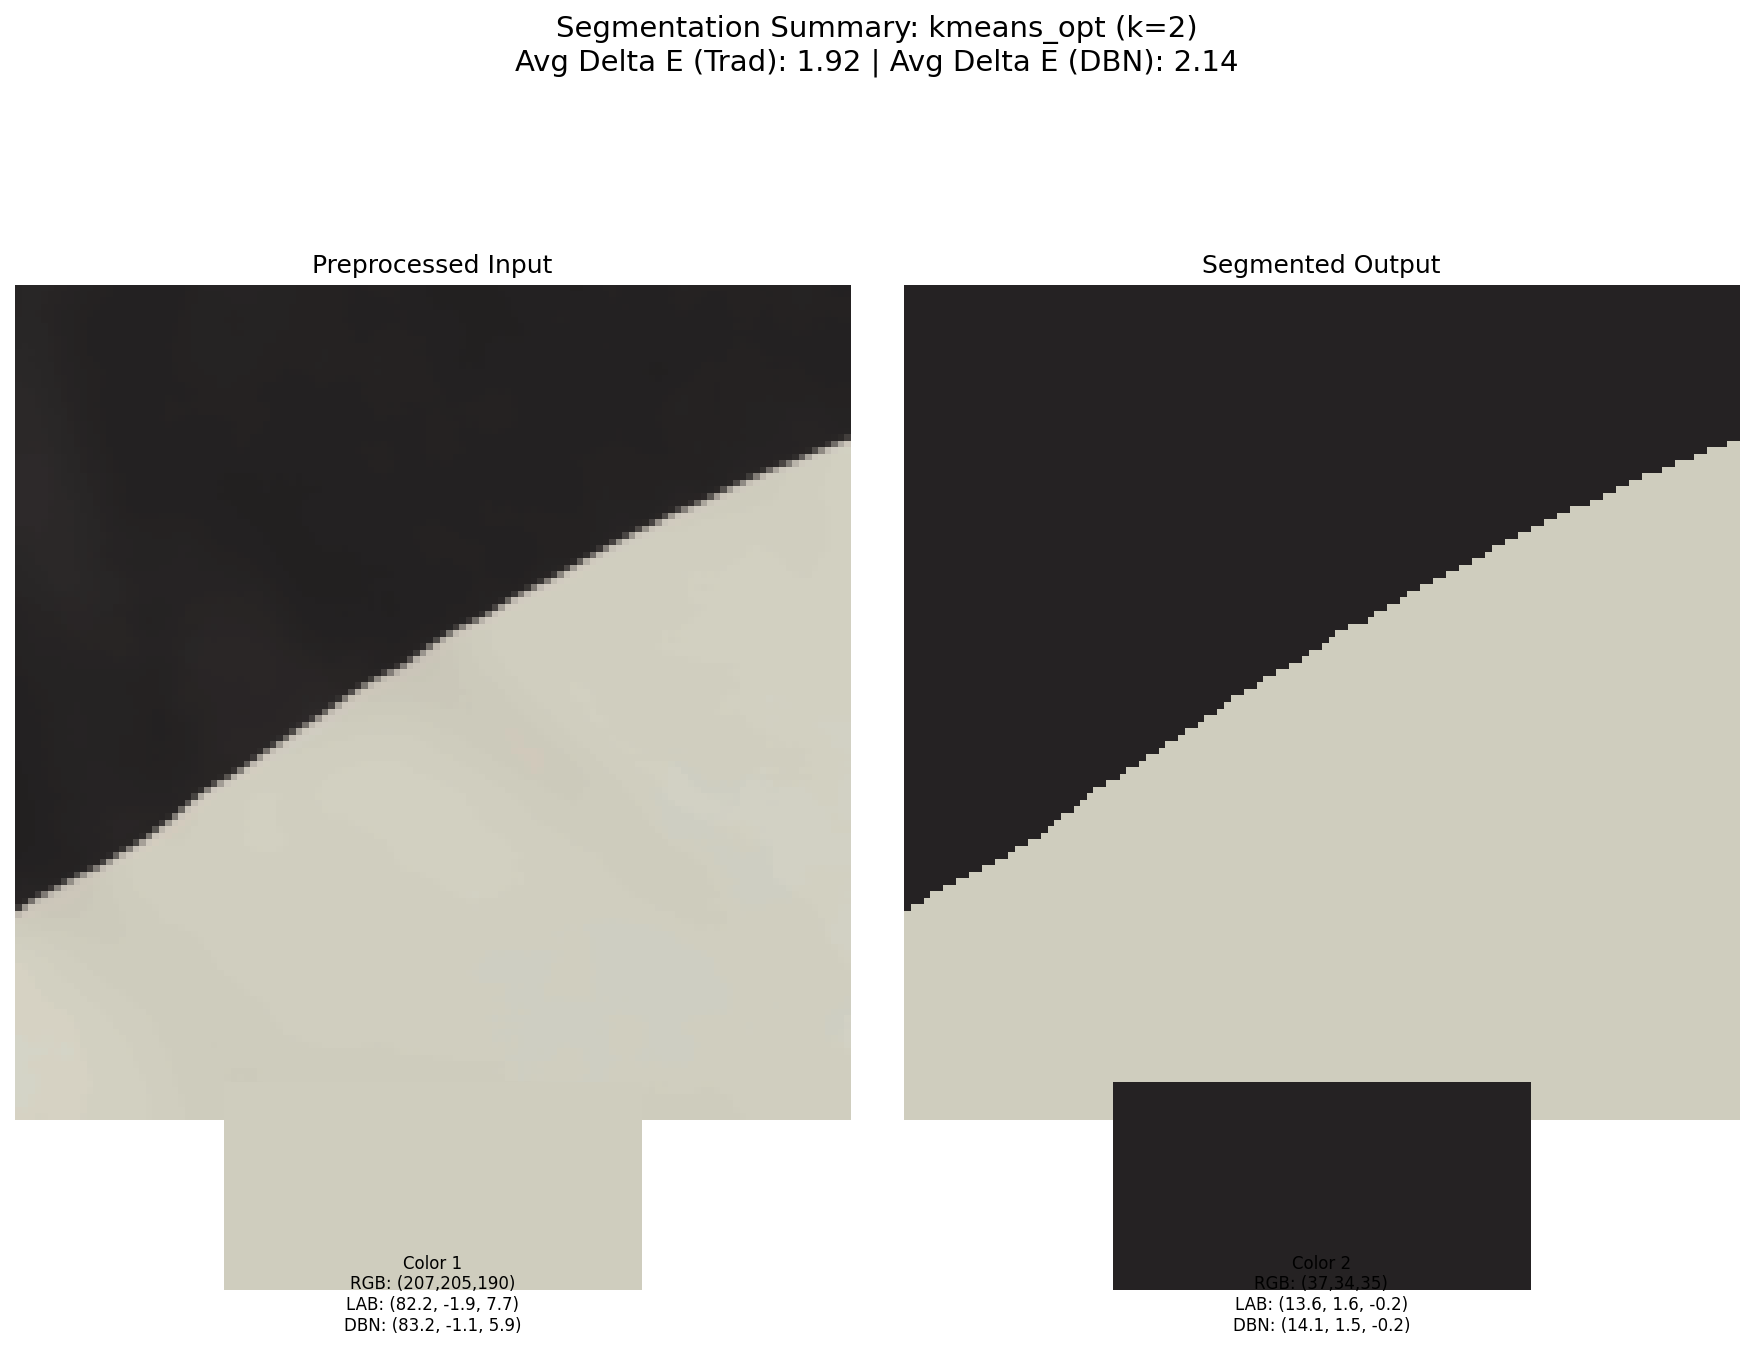 Segmentation Summary: kmeans_opt (k=2)
Avg Delta E (Trad): 1.92 | Avg Delta E (DBN): 2.14
Preprocessed Input
Segmented Output
Color 1
RGB: (207,205,190)
LAB: (82.2, -1.9, 7.7)
DBN: (83.2, -1.1, 5.9)
Color 2
RGB: (37,34,35)
LAB: (13.6, 1.6, -0.2)
DBN: (14.1, 1.5, -0.2)